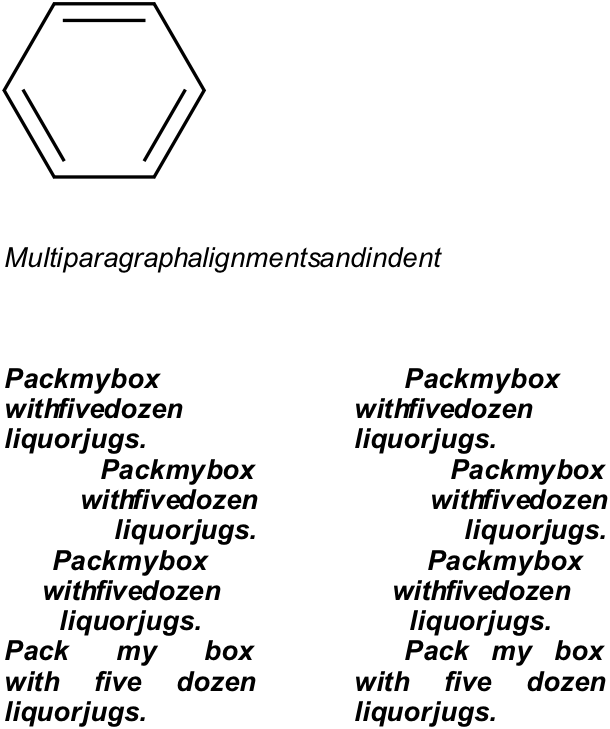 Multiparagraphalignmentsandindent
Packmybox
withfivedozen
liquorjugs.
Packmybox
withfivedozen
liquorjugs.
Packmybox
withfivedozen
liquorjugs.
Pack my box
with five dozen
liquorjugs.
Packmybox
withfivedozen
liquorjugs.
Packmybox
withfivedozen
liquorjugs.
Packmybox
withfivedozen
liquorjugs.
Pack my box
with five dozen
liquorjugs.